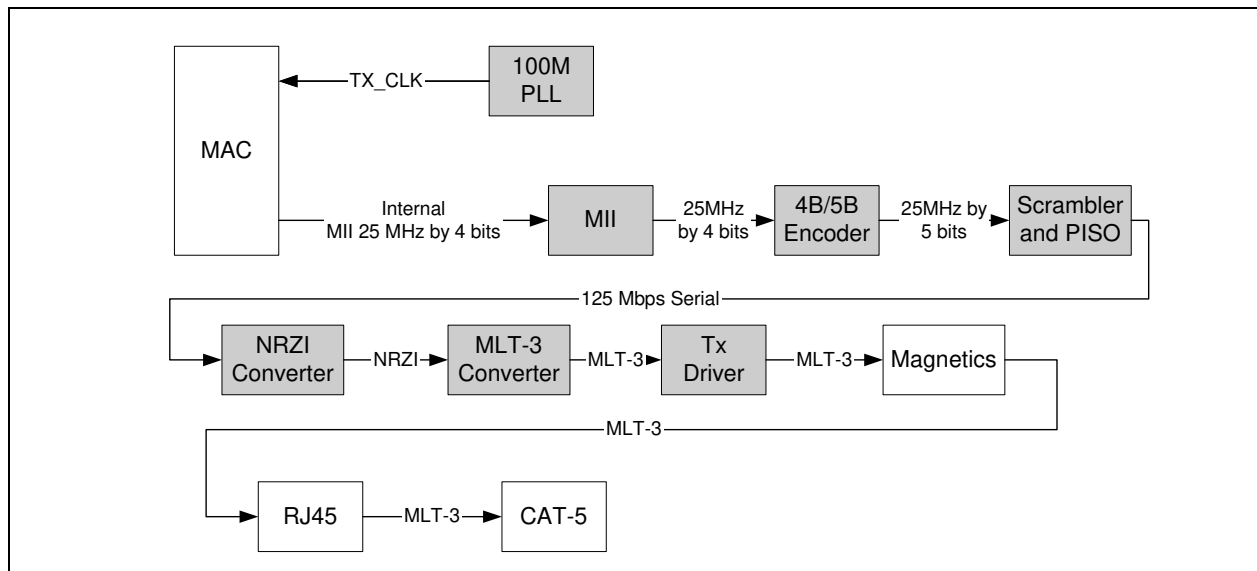 TX_CLK
100M
PLL
MAC
Internal
MII 25 MHz by 4 bits
MII
25MHz
by 4 bits
4B/5B
Encoder
25MHz by
5 bits
Scrambler
and PISO
125 Mbps Serial
NRZI
Converter
NRZI
MLT-3
Converter
MLT-3
Tx
Driver
MLT-3
Magnetics
MLT-3
RJ45
MLT-3
CAT-5